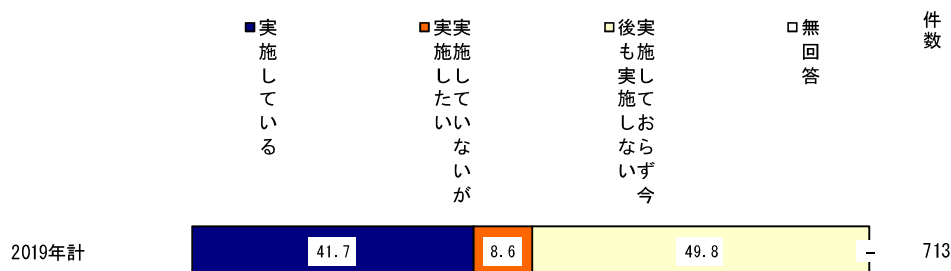 実施している
実施していないが
実施したい
実施しておらず今
後も実施しない
無回答
件数
2019年計
41.7
8.6
49.8
-
713